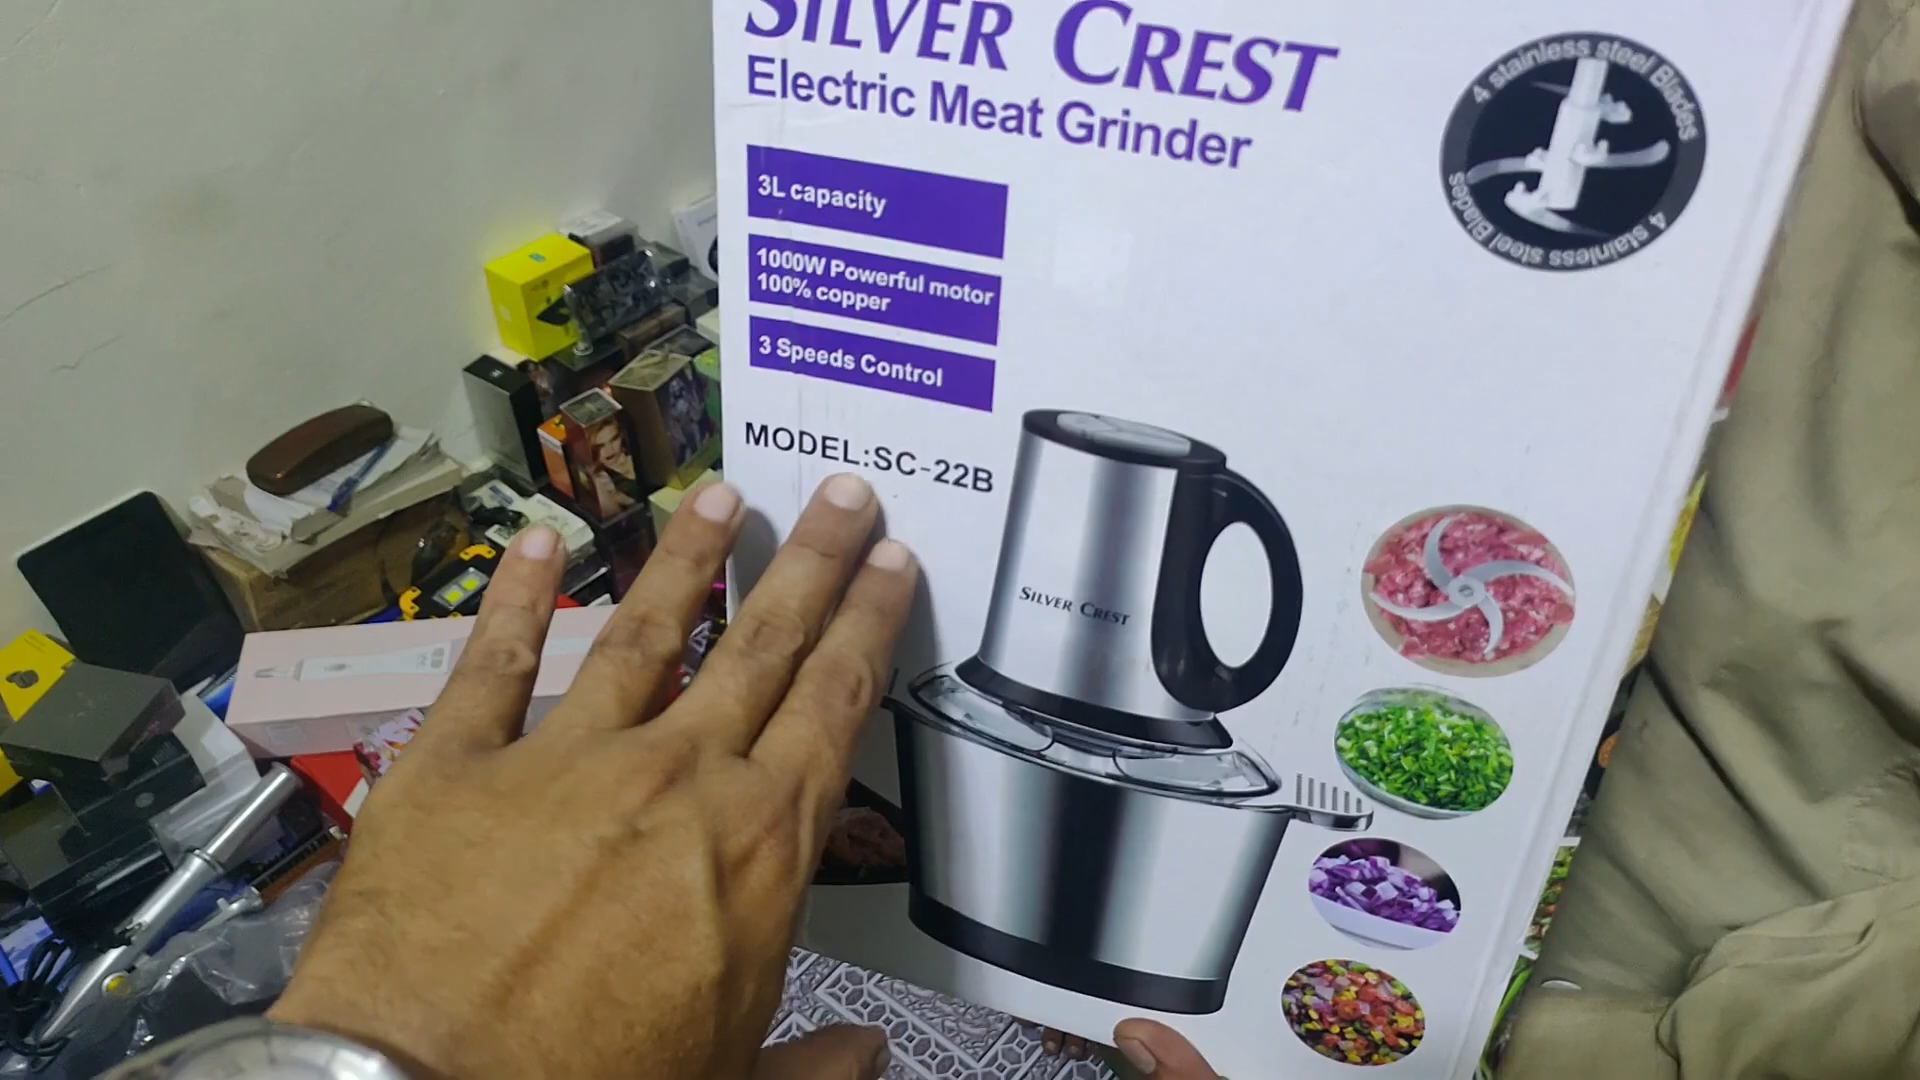 SILVER CREST
Electric Meat Grinder
3L capacity
1000W Powerful motor
100% copper
3 Speeds Control
MODEL:SC-22B
4 stainless steel Blades
4 stainless steel Blades
SILVER CREST